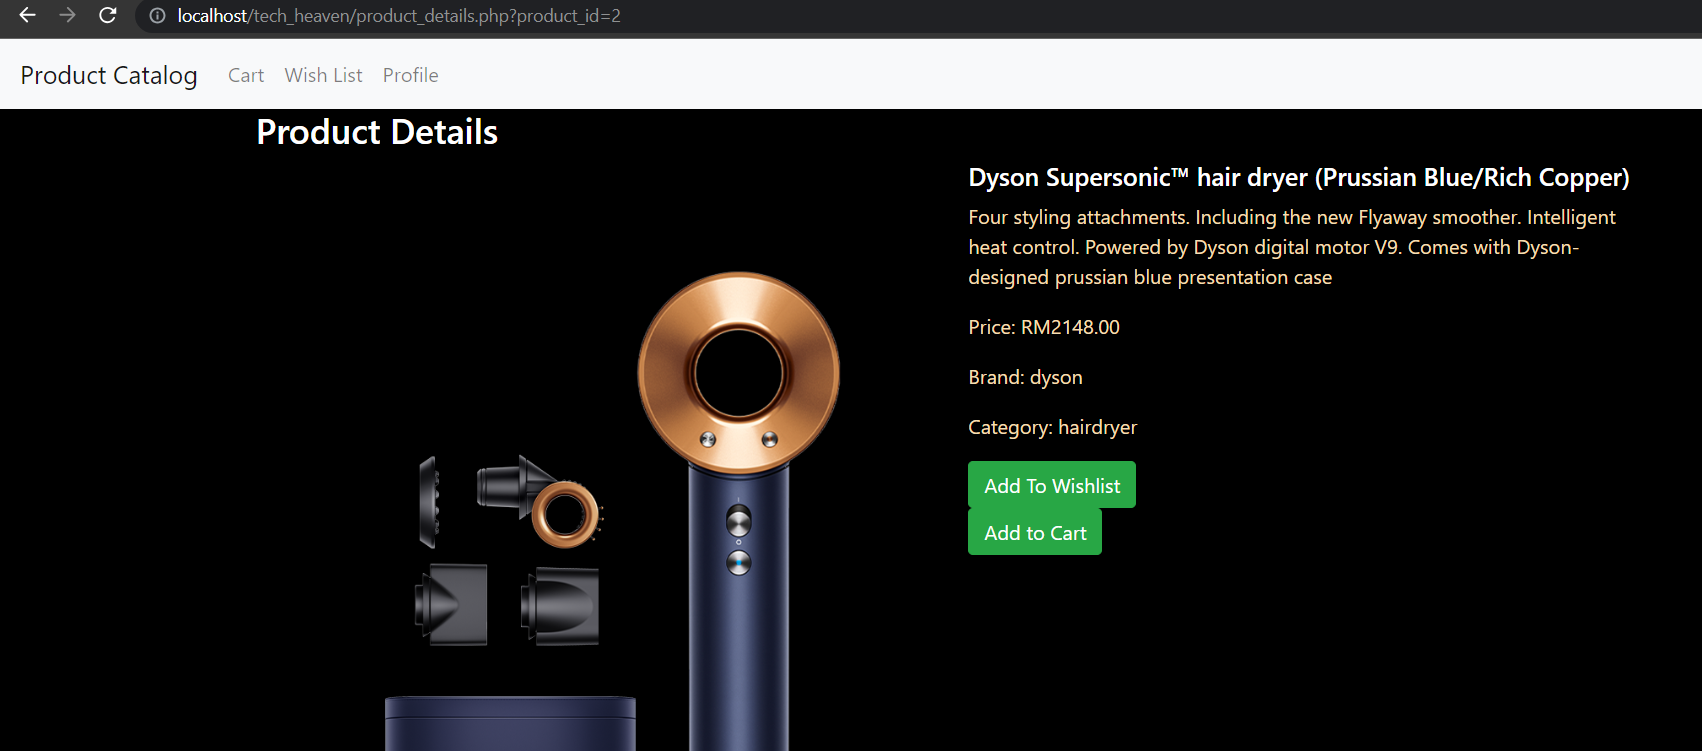 localhost/tech_heaven/product_details.php?product_id=2
Product Catalog Cart Wish List Profile
Product Details
Dyson Supersonic™ hair dryer (Prussian Blue/Rich Copper)
Four styling attachments. Including the new Flyaway smoother. Intelligent
heat control. Powered by Dyson digital motor V9. Comes with Dyson-
designed prussian blue presentation case
Price: RM2148.00
Brand: dyson
Category: hairdryer
Add To Wishlist
Add to Cart